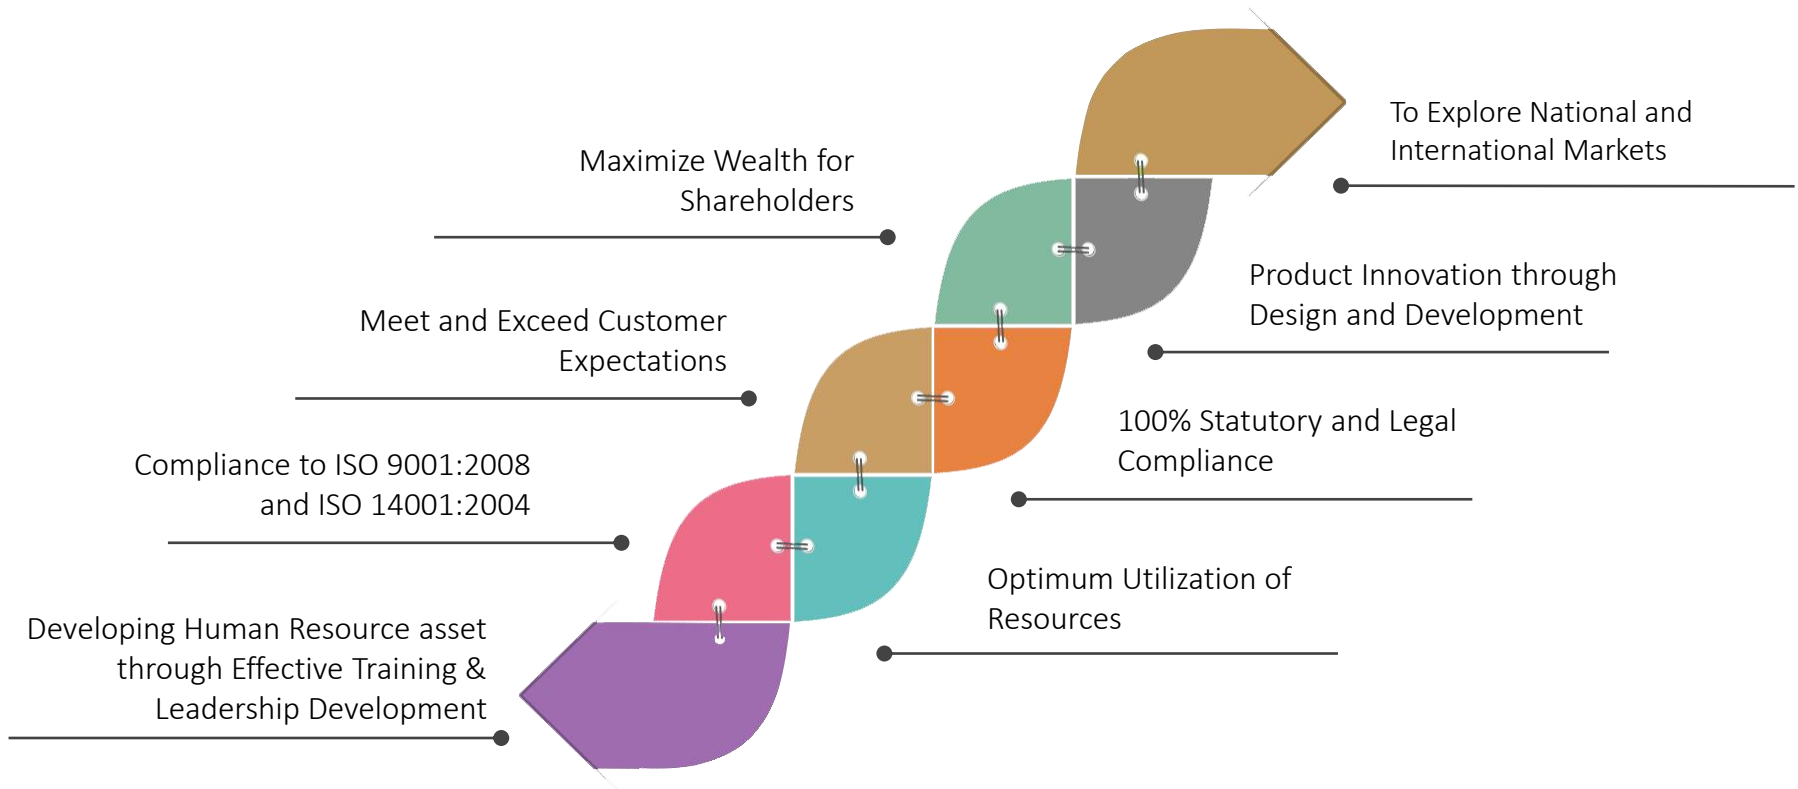 To Explore National and
International Markets
Maximize Wealth for
Shareholders
Product Innovation through
Design and Development
Meet and Exceed Customer
Expectations
100% Statutory and Legal
Compliance
Compliance to ISO 9001:2008
and ISO 14001:2004
Optimum Utilization of
Resources
Developing Human Resource asset
through Effective Training &
Leadership Development